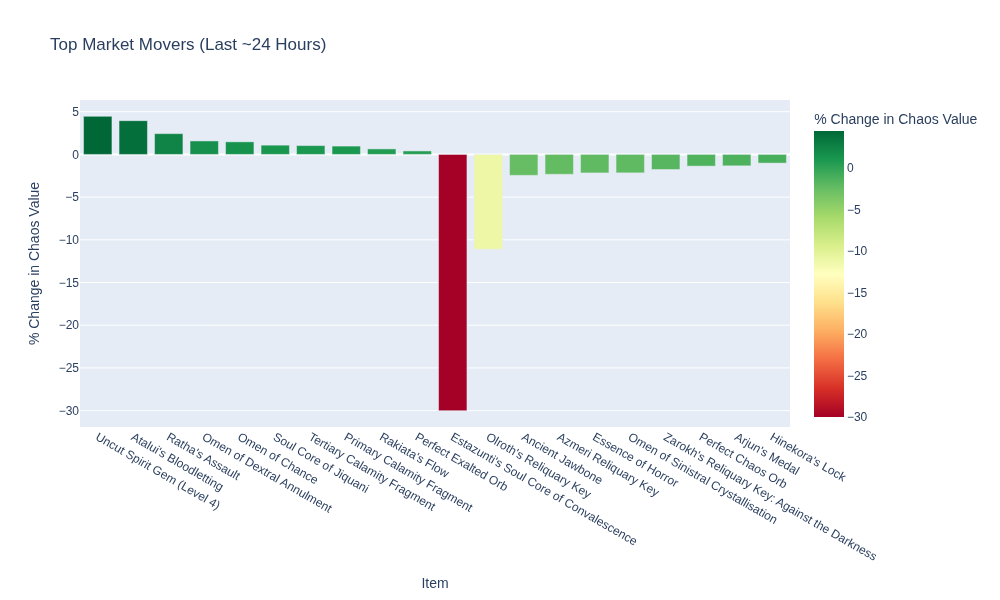 Top Market Movers (Last ~24 Hours)
% Change in Chaos Value
5
0
−5
−10
−15
−20
−25
−30
% Change in Chaos Value
0
−5
−10
−15
−20
−25
−30
Uncut Spirit Gem (Level 4)
Atalui's Bloodletting
Ratha's Assault
Omen of Dextral Annulment
Omen of Chance
Soul Core of Jiquani
Tertiary Calamity Fragment
Primary Calamity Fragment
Rakiata's Flow
Perfect Exalted Orb
Estazunti's Soul Core of Convalescence
Olroth's Reliquary Key
Ancient Jawbone
Azmeri Reliquary Key
Essence of Horror
Omen of Sinistral Crystallisation
Zarokh's Reliquary Key: Against the Darkness
Perfect Chaos Orb
Arjun's Medal
Hinekora's Lock
Item